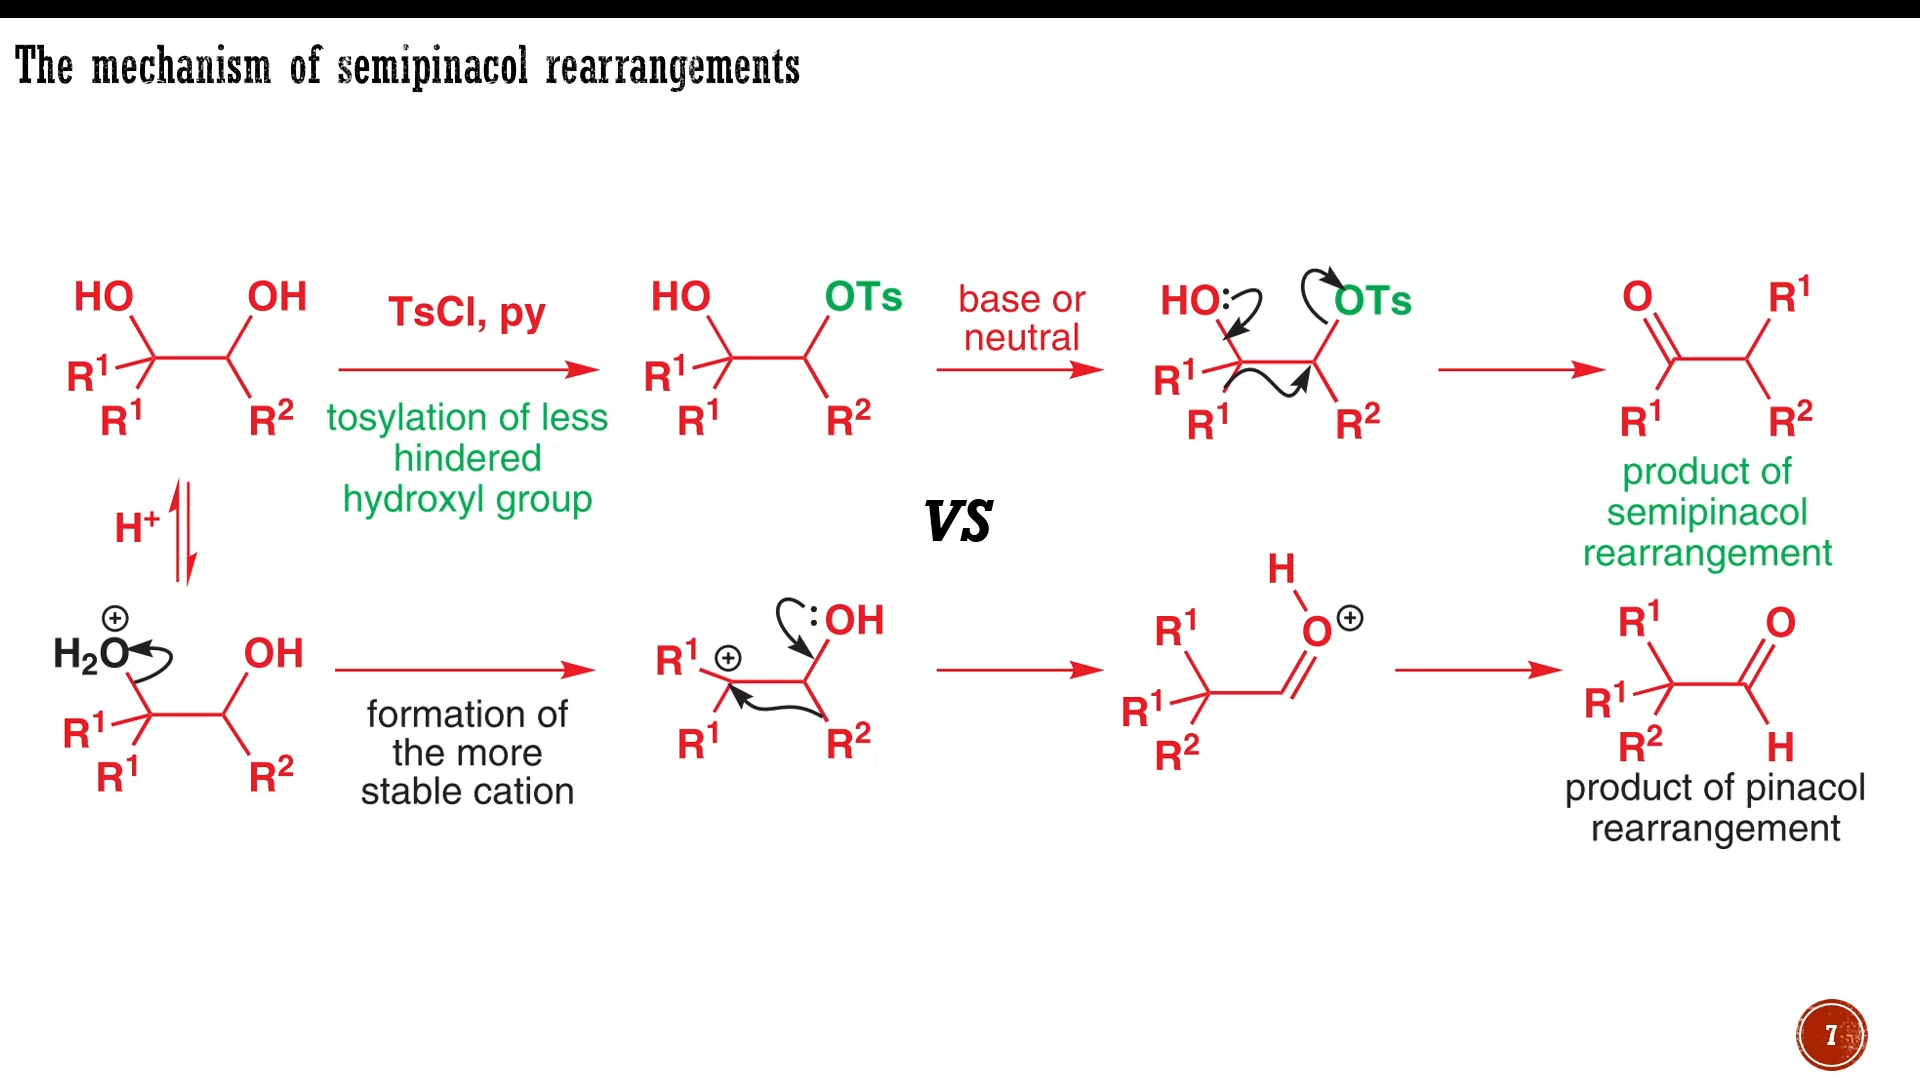 The mechanism of semipinacol rearrangements
HO OH
R¹
R¹ R²
TsCl, py
tosylation of less
hindered
hydroxyl group
HO OTs
R¹
R¹ R²
base or
neutral
HO: OTs
R¹
R¹ R²
O R¹
R¹ R²
product of
semipinacol
rearrangement
H⁺
vs
⊕
H₂O OH
R¹
R¹ R²
formation of
the more
stable cation
:OH
R¹ ⊕
R¹ R²
H
R¹ O⊕
R¹
R²
R¹ O
R¹
R² H
product of pinacol
rearrangement
7